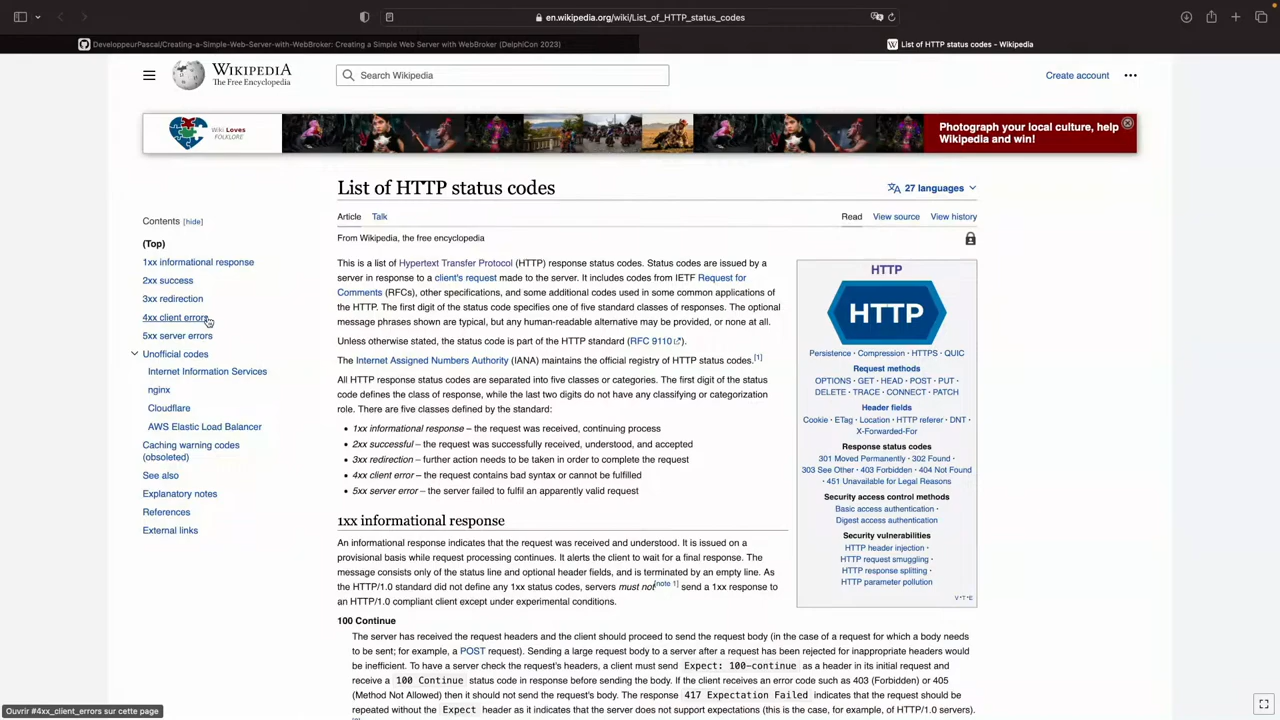 en.wikipedia.org/wiki/List_of_HTTP_status_codes
DeveloppeurPascal/Creating-a-Simple-Web-Server-with-WebBroker: Creating a Simple Web Server with WebBroker (DelphiCon 2023)
W List of HTTP status codes - Wikipedia
WIKIPEDIA
The Free Encyclopedia
Search Wikipedia
Create account
Wiki Loves
FOLKLORE
Photograph your local culture, help
Wikipedia and win!
List of HTTP status codes
27 languages
Contents [hide]
(Top)
1xx informational response
2xx success
3xx redirection
4xx client errors
5xx server errors
Unofficial codes
Internet Information Services
nginx
Cloudflare
AWS Elastic Load Balancer
Caching warning codes
(obsoleted)
See also
Explanatory notes
References
External links
Article Talk
Read View source View history
From Wikipedia, the free encyclopedia
This is a list of Hypertext Transfer Protocol (HTTP) response status codes. Status codes are issued by a
server in response to a client's request made to the server. It includes codes from IETF Request for
Comments (RFCs), other specifications, and some additional codes used in some common applications of
the HTTP. The first digit of the status code specifies one of five standard classes of responses. The optional
message phrases shown are typical, but any human-readable alternative may be provided, or none at all.
Unless otherwise stated, the status code is part of the HTTP standard (RFC 9110).
The Internet Assigned Numbers Authority (IANA) maintains the official registry of HTTP status codes.[1]
All HTTP response status codes are separated into five classes or categories. The first digit of the status
code defines the class of response, while the last two digits do not have any classifying or categorization
role. There are five classes defined by the standard:
• 1xx informational response – the request was received, continuing process
• 2xx successful – the request was successfully received, understood, and accepted
• 3xx redirection – further action needs to be taken in order to complete the request
• 4xx client error – the request contains bad syntax or cannot be fulfilled
• 5xx server error – the server failed to fulfil an apparently valid request
1xx informational response
An informational response indicates that the request was received and understood. It is issued on a
provisional basis while request processing continues. It alerts the client to wait for a final response. The
message consists only of the status line and optional header fields, and is terminated by an empty line. As
the HTTP/1.0 standard did not define any 1xx status codes, servers must not[note 1] send a 1xx response to
an HTTP/1.0 compliant client except under experimental conditions.
100 Continue
The server has received the request headers and the client should proceed to send the request body (in the case of a request for which a body needs
to be sent; for example, a POST request). Sending a large request body to a server after a request has been rejected for inappropriate headers would
be inefficient. To have a server check the request's headers, a client must send Expect: 100-continue as a header in its initial request and
receive a 100 Continue status code in response before sending the body. If the client receives an error code such as 403 (Forbidden) or 405
(Method Not Allowed) then it should not send the request's body. The response 417 Expectation Failed indicates that the request should be
repeated without the Expect header as it indicates that the server does not support expectations (this is the case, for example, of HTTP/1.0 servers).
HTTP
HTTP
Persistence · Compression · HTTPS · QUIC
Request methods
OPTIONS · GET · HEAD · POST · PUT ·
DELETE · TRACE · CONNECT · PATCH
Header fields
Cookie · ETag · Location · HTTP referer · DNT ·
X-Forwarded-For
Response status codes
301 Moved Permanently · 302 Found ·
303 See Other · 403 Forbidden · 404 Not Found
· 451 Unavailable for Legal Reasons
Security access control methods
Basic access authentication ·
Digest access authentication
Security vulnerabilities
HTTP header injection ·
HTTP request smuggling ·
HTTP response splitting ·
HTTP parameter pollution
V·T·E
Ouvrir #4xx_client_errors sur cette page